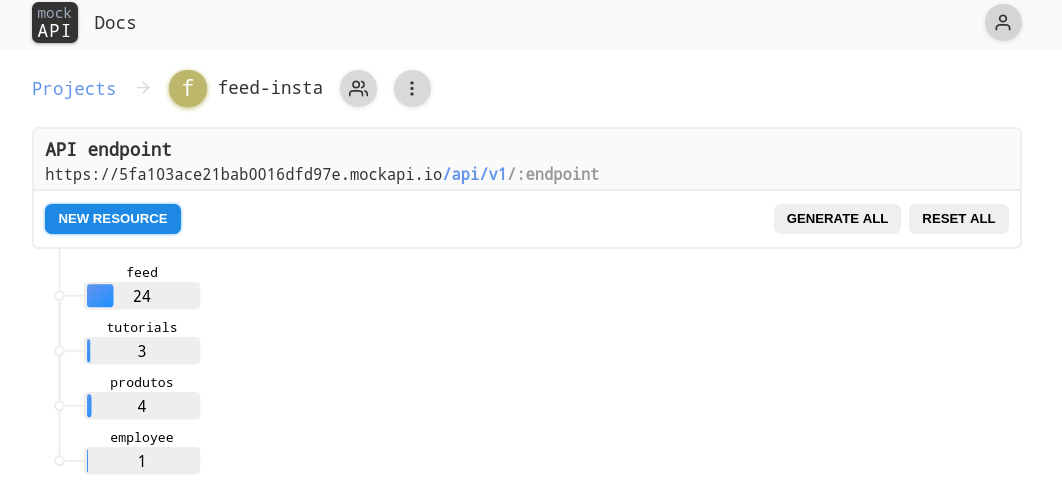 mock
API
Docs
Projects
f
feed-insta
API endpoint
https://5fa103ace21bab0016dfd97e.mockapi.io/api/v1/:endpoint
NEW RESOURCE
GENERATE ALL
RESET ALL
feed
24
tutorials
3
produtos
4
employee
1